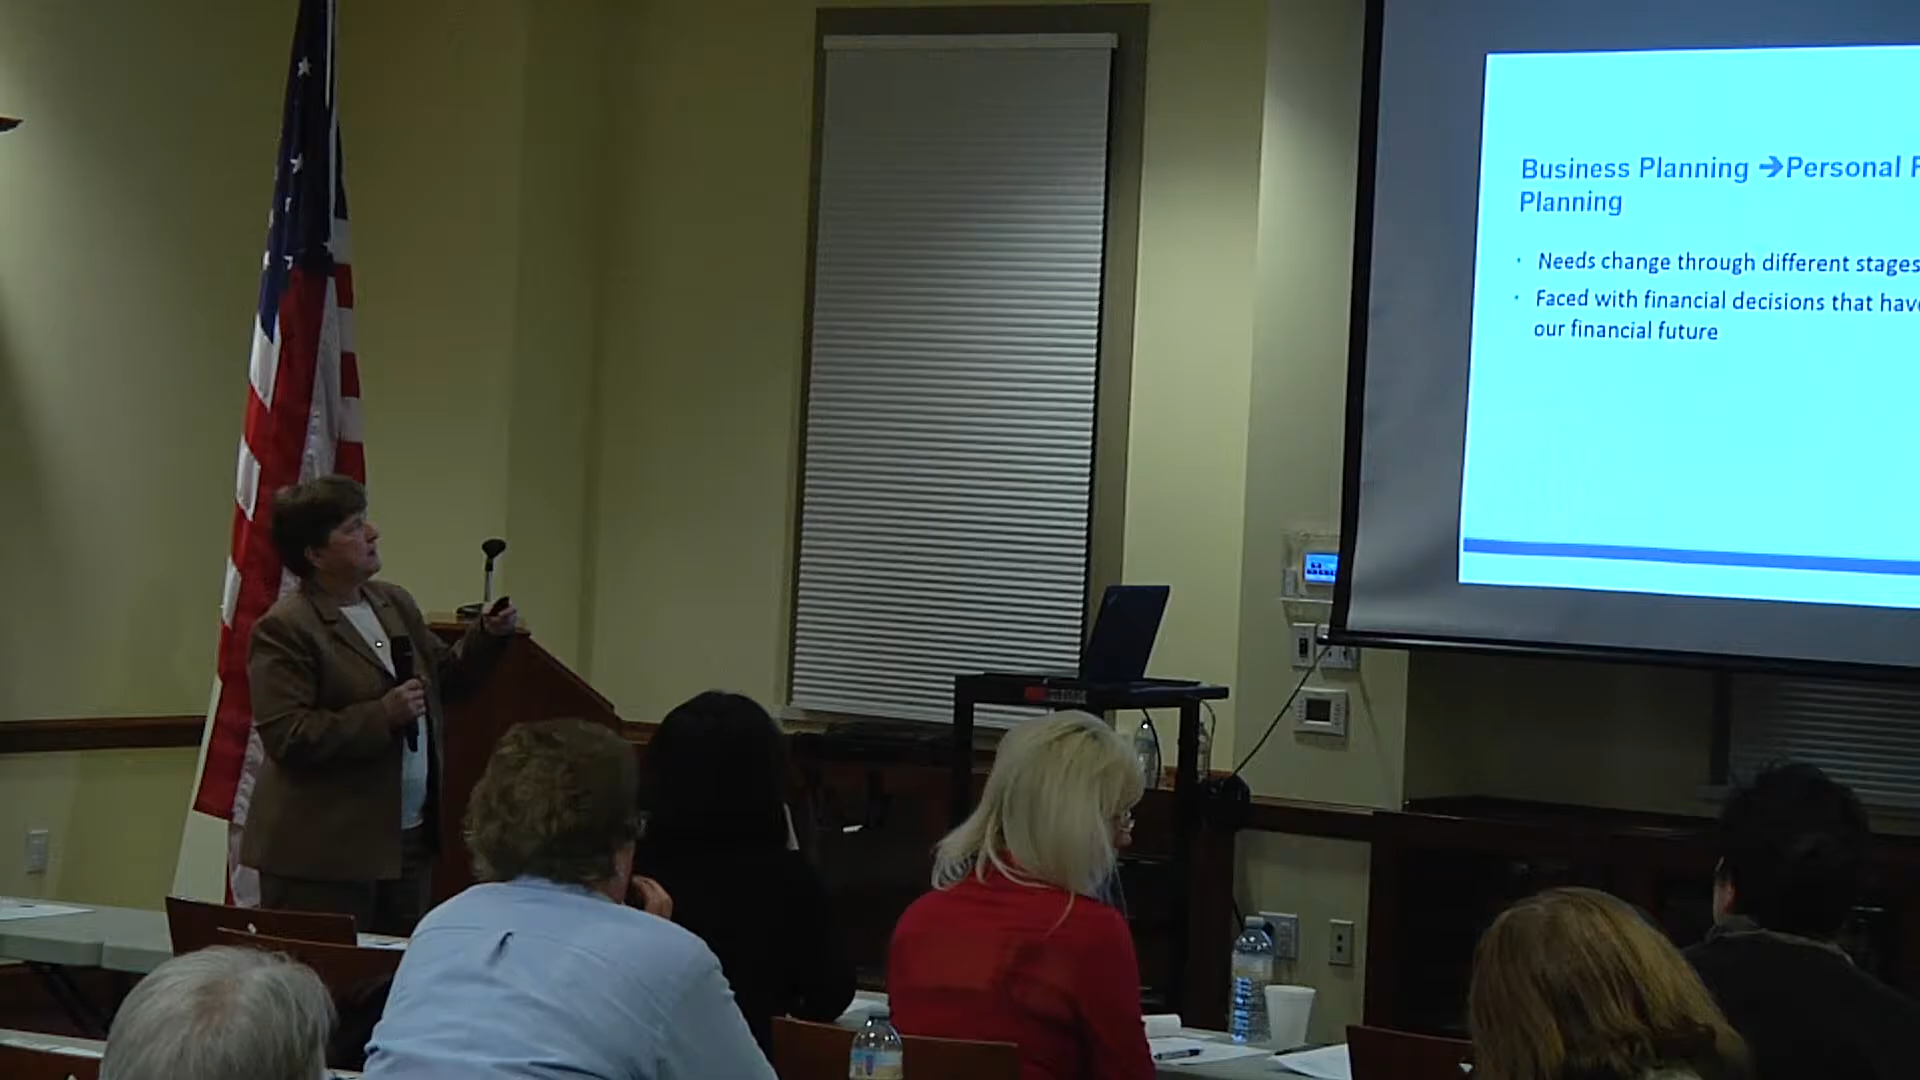 Business Planning ➔Personal F
Planning
· Needs change through different stages
· Faced with financial decisions that have
our financial future